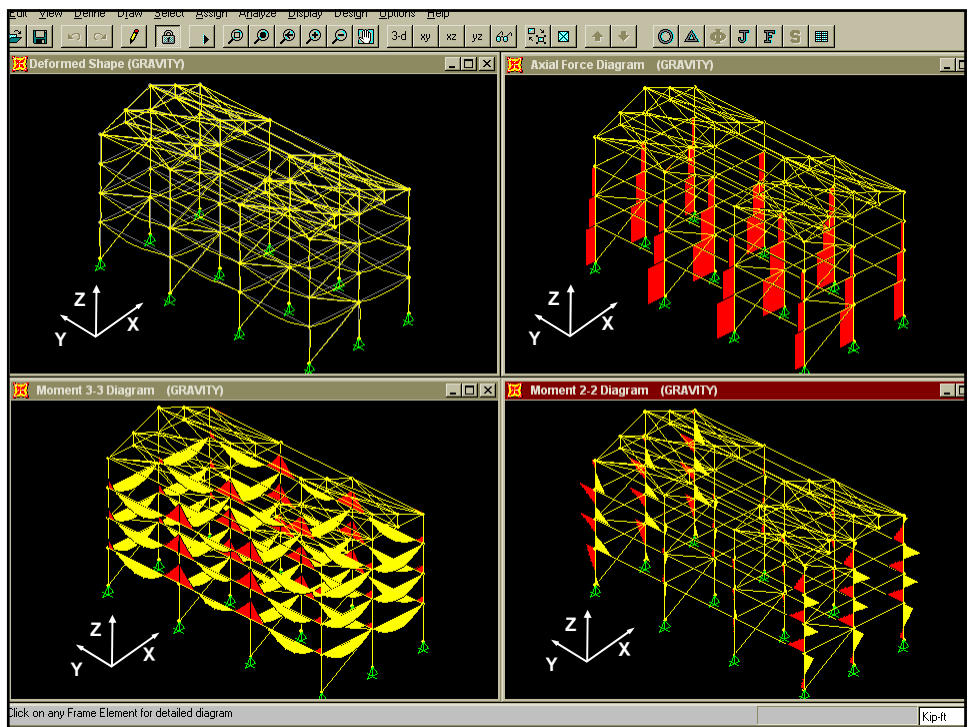 Edit View Define Draw Select Assign Analyze Display Design Options Help
3-d xy xz yz J F S
Deformed Shape (GRAVITY)
Axial Force Diagram (GRAVITY)
Z
Y
X
Z
Y
X
Moment 3-3 Diagram (GRAVITY)
Moment 2-2 Diagram (GRAVITY)
Z
Y
X
Z
Y
X
Click on any Frame Element for detailed diagram
Kip-ft